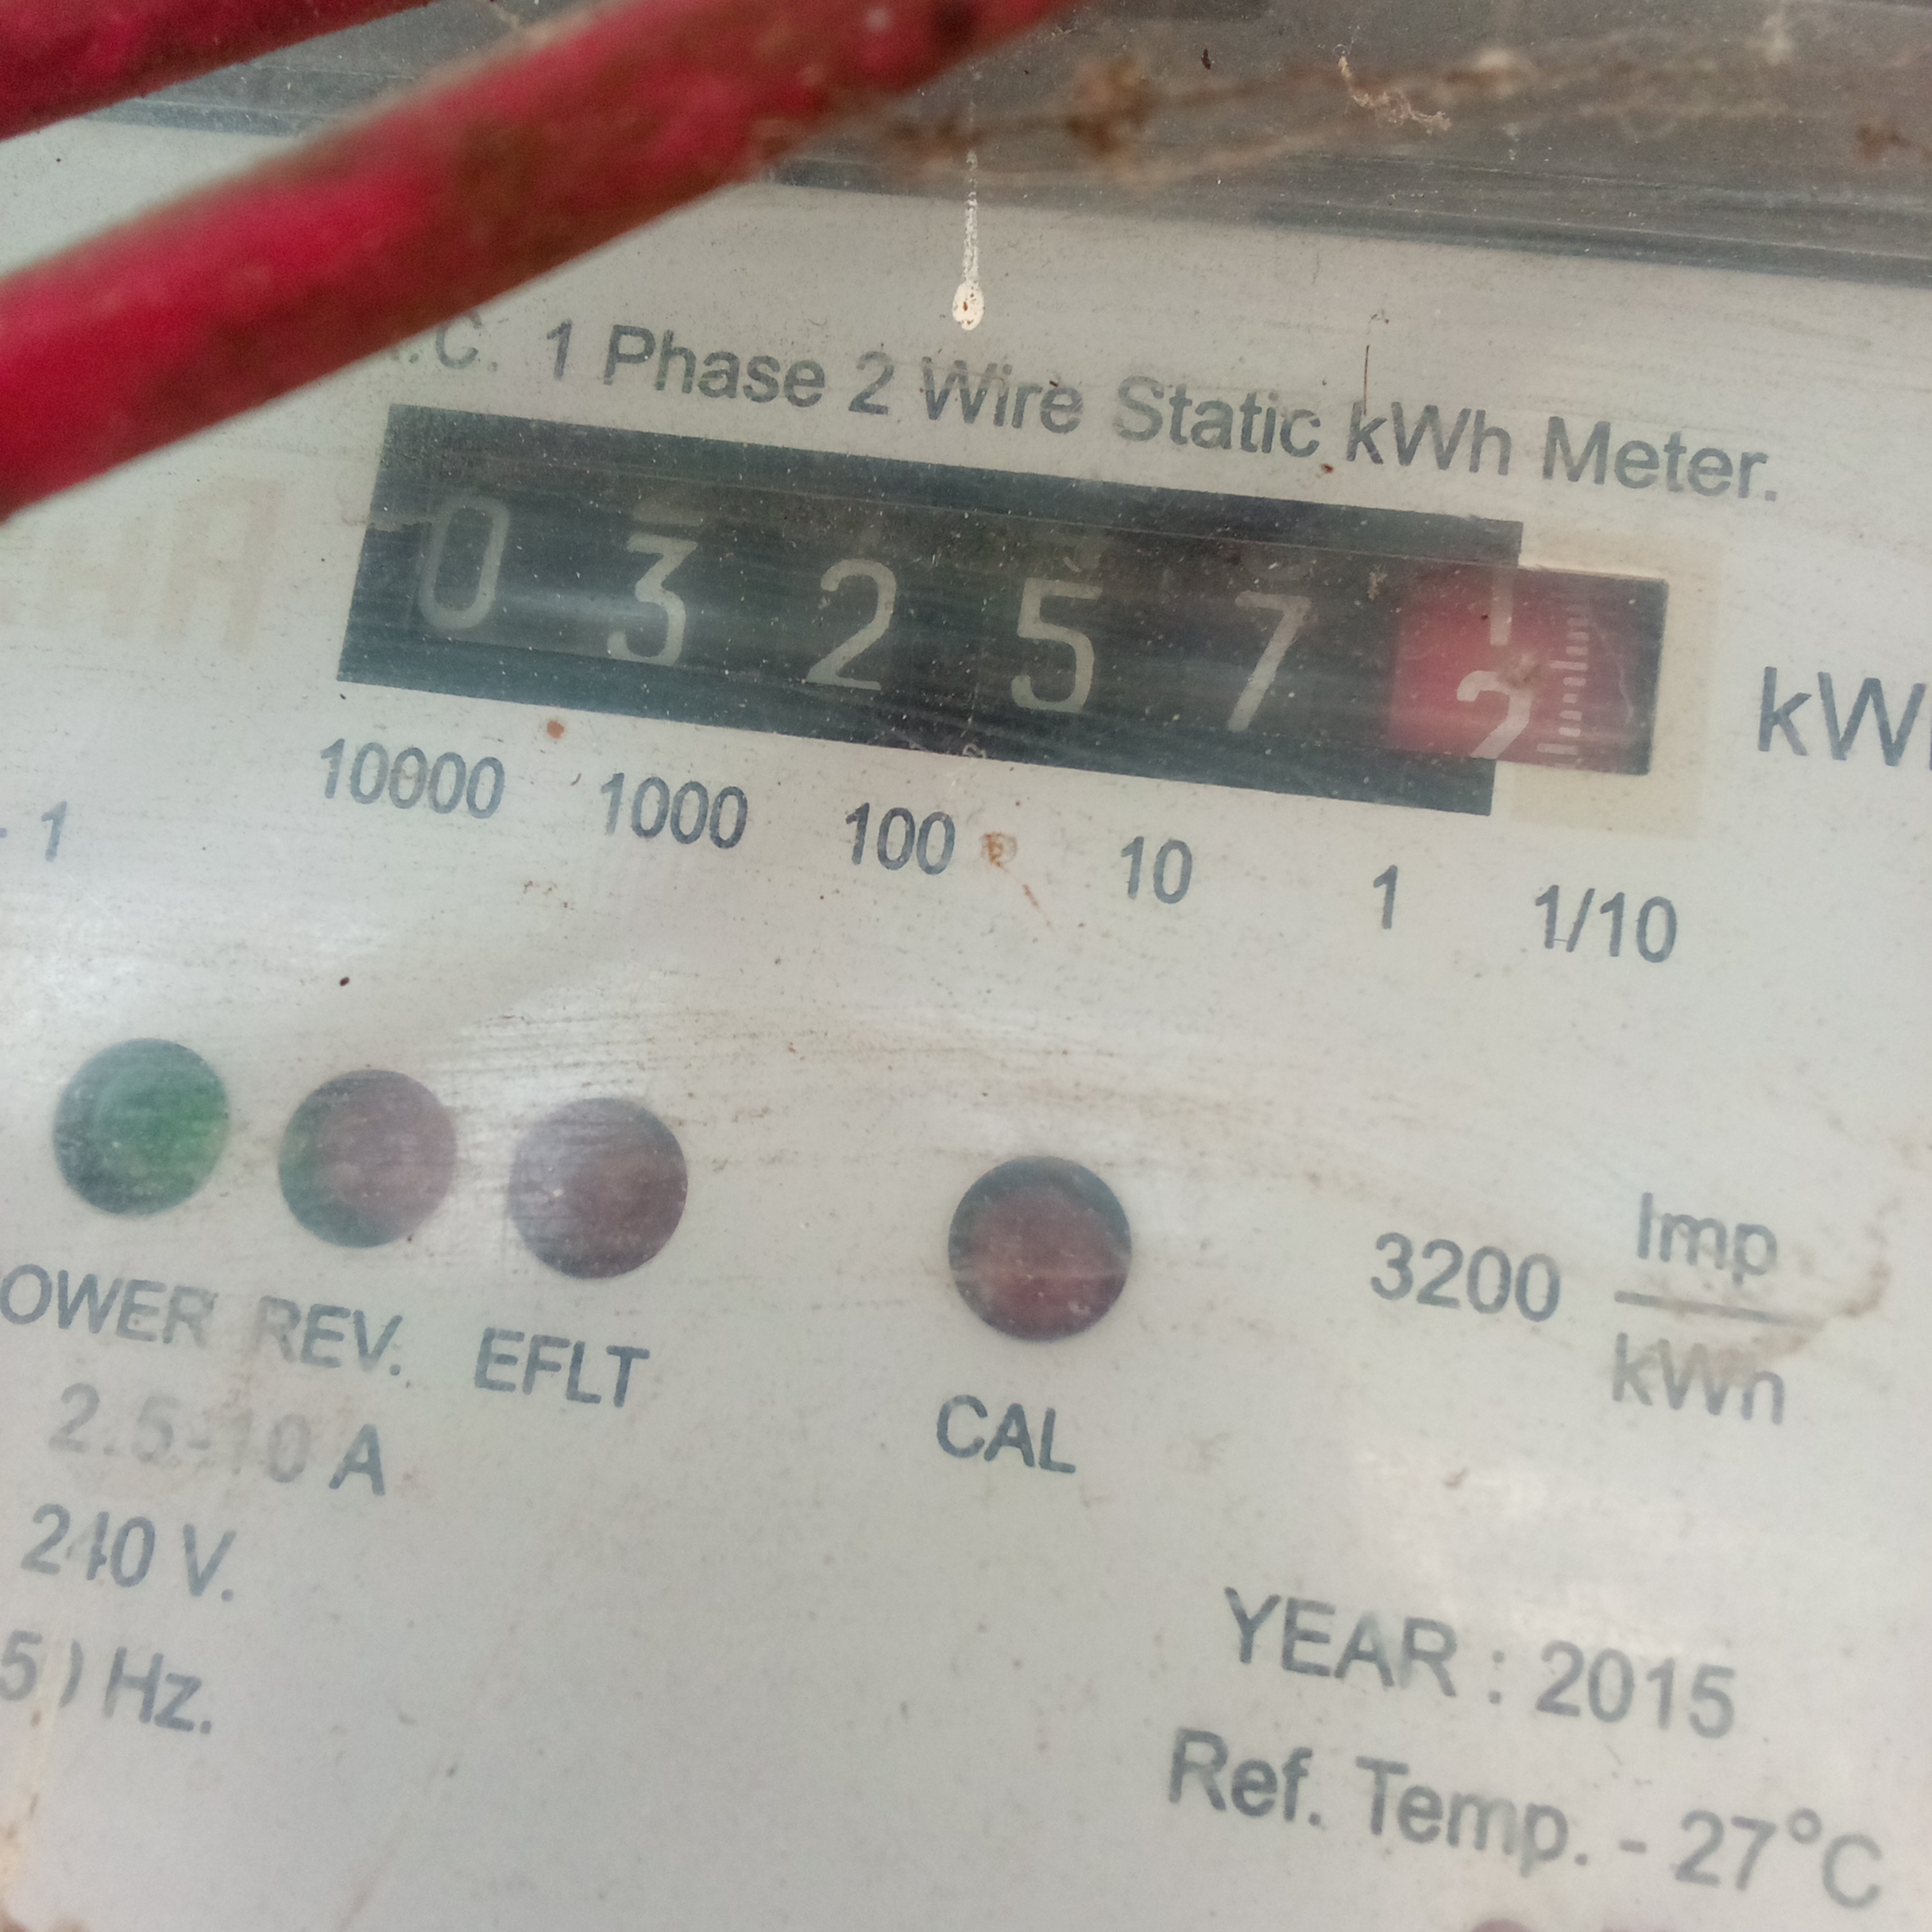 .C. 1 Phase 2 Wire Static kWh Meter.
0 3 2 5 7 1 2
10000 1000 100 10 1 1/10
- 1
OWER REV. EFLT
CAL
3200 Imp
kWh
2.5-10 A
240 V.
5 ) Hz.
YEAR : 2015
Ref. Temp. - 27°C